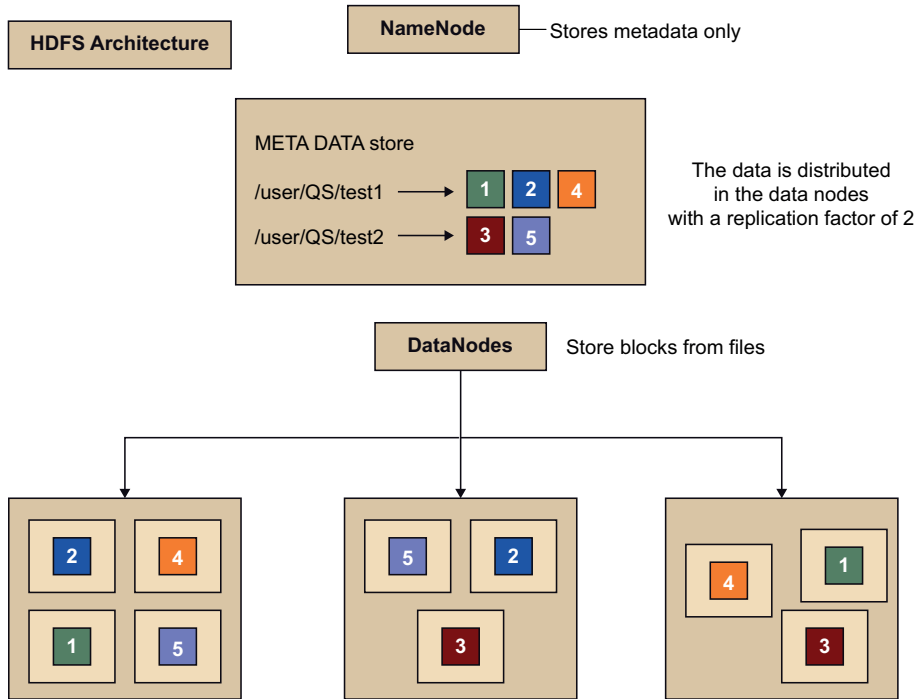 HDFS Architecture
NameNode
Stores metadata only
META DATA store
/user/QS/test1
1 2 4
/user/QS/test2
3 5
The data is distributed
in the data nodes
with a replication factor of 2
DataNodes
Store blocks from files
2 4
1 5
5 2
3
4 1
3